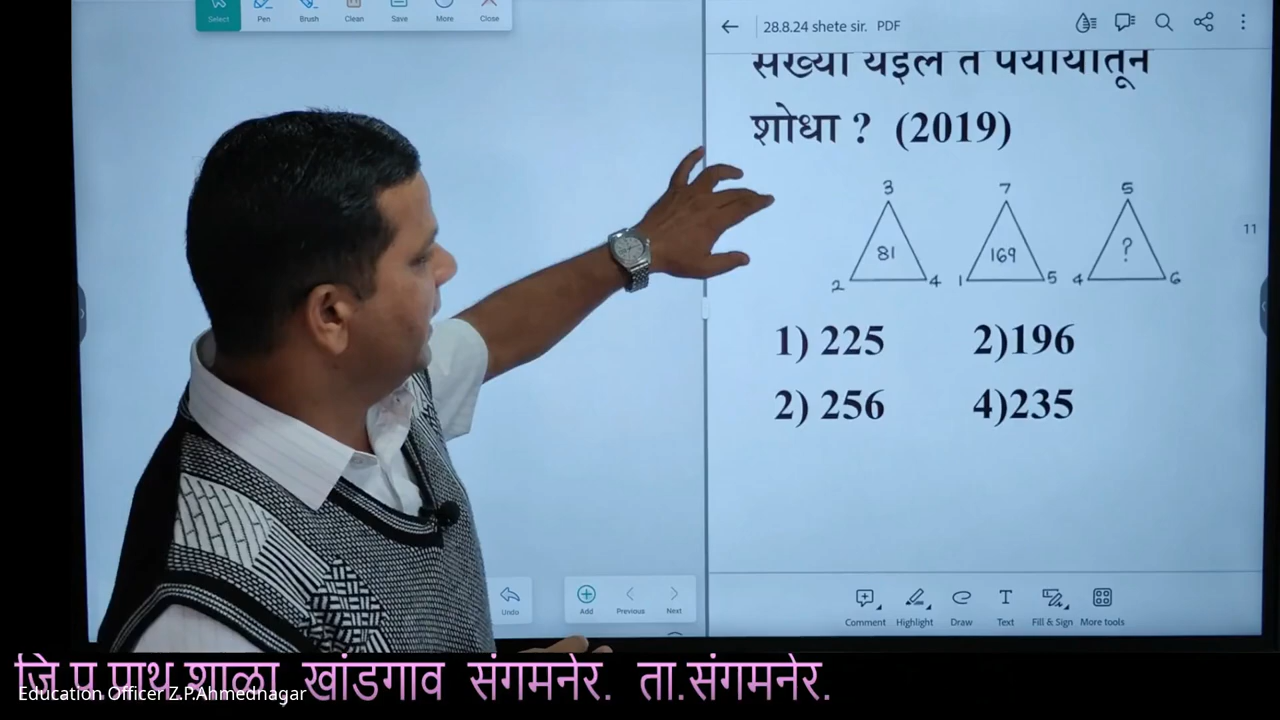 Select Pen Brush Clean Save More Close
28.8.24 shete sir. PDF
संख्या येईल ते पर्यायातून
शोधा ? (2019)
3 7 5
81 169 ?
2 4 1 5 4 6
11
1) 225 2)196
2) 256 4)235
Undo Add Previous Next
Comment Highlight Draw Text Fill & Sign More tools
जि.प.प्राथ.शाळा खांडगाव संगमनेर. ता.संगमनेर.
Education Officer Z.P.Ahmednagar